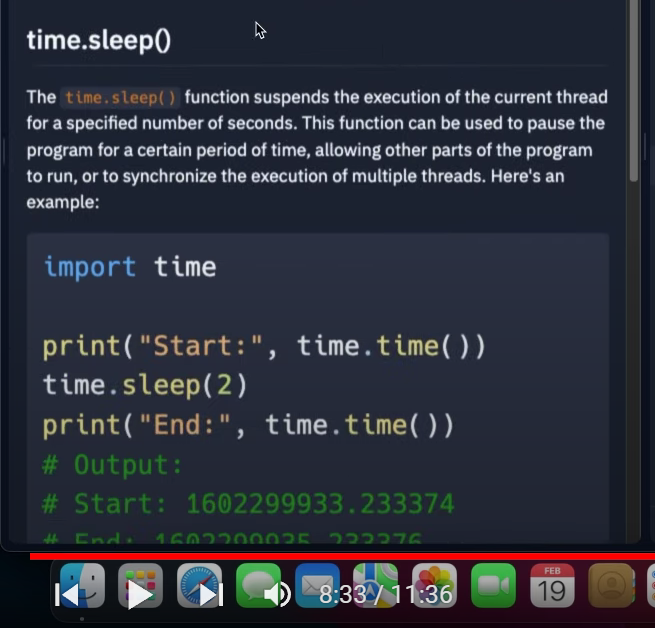 time.sleep()
The time.sleep() function suspends the execution of the current thread
for a specified number of seconds. This function can be used to pause the
program for a certain period of time, allowing other parts of the program
to run, or to synchronize the execution of multiple threads. Here's an
example:
import time
print("Start:", time.time())
time.sleep(2)
print("End:", time.time())
# Output:
# Start: 1602299933.233374
# End: 1602299935.233376
8:33 / 11:36
FEB
19